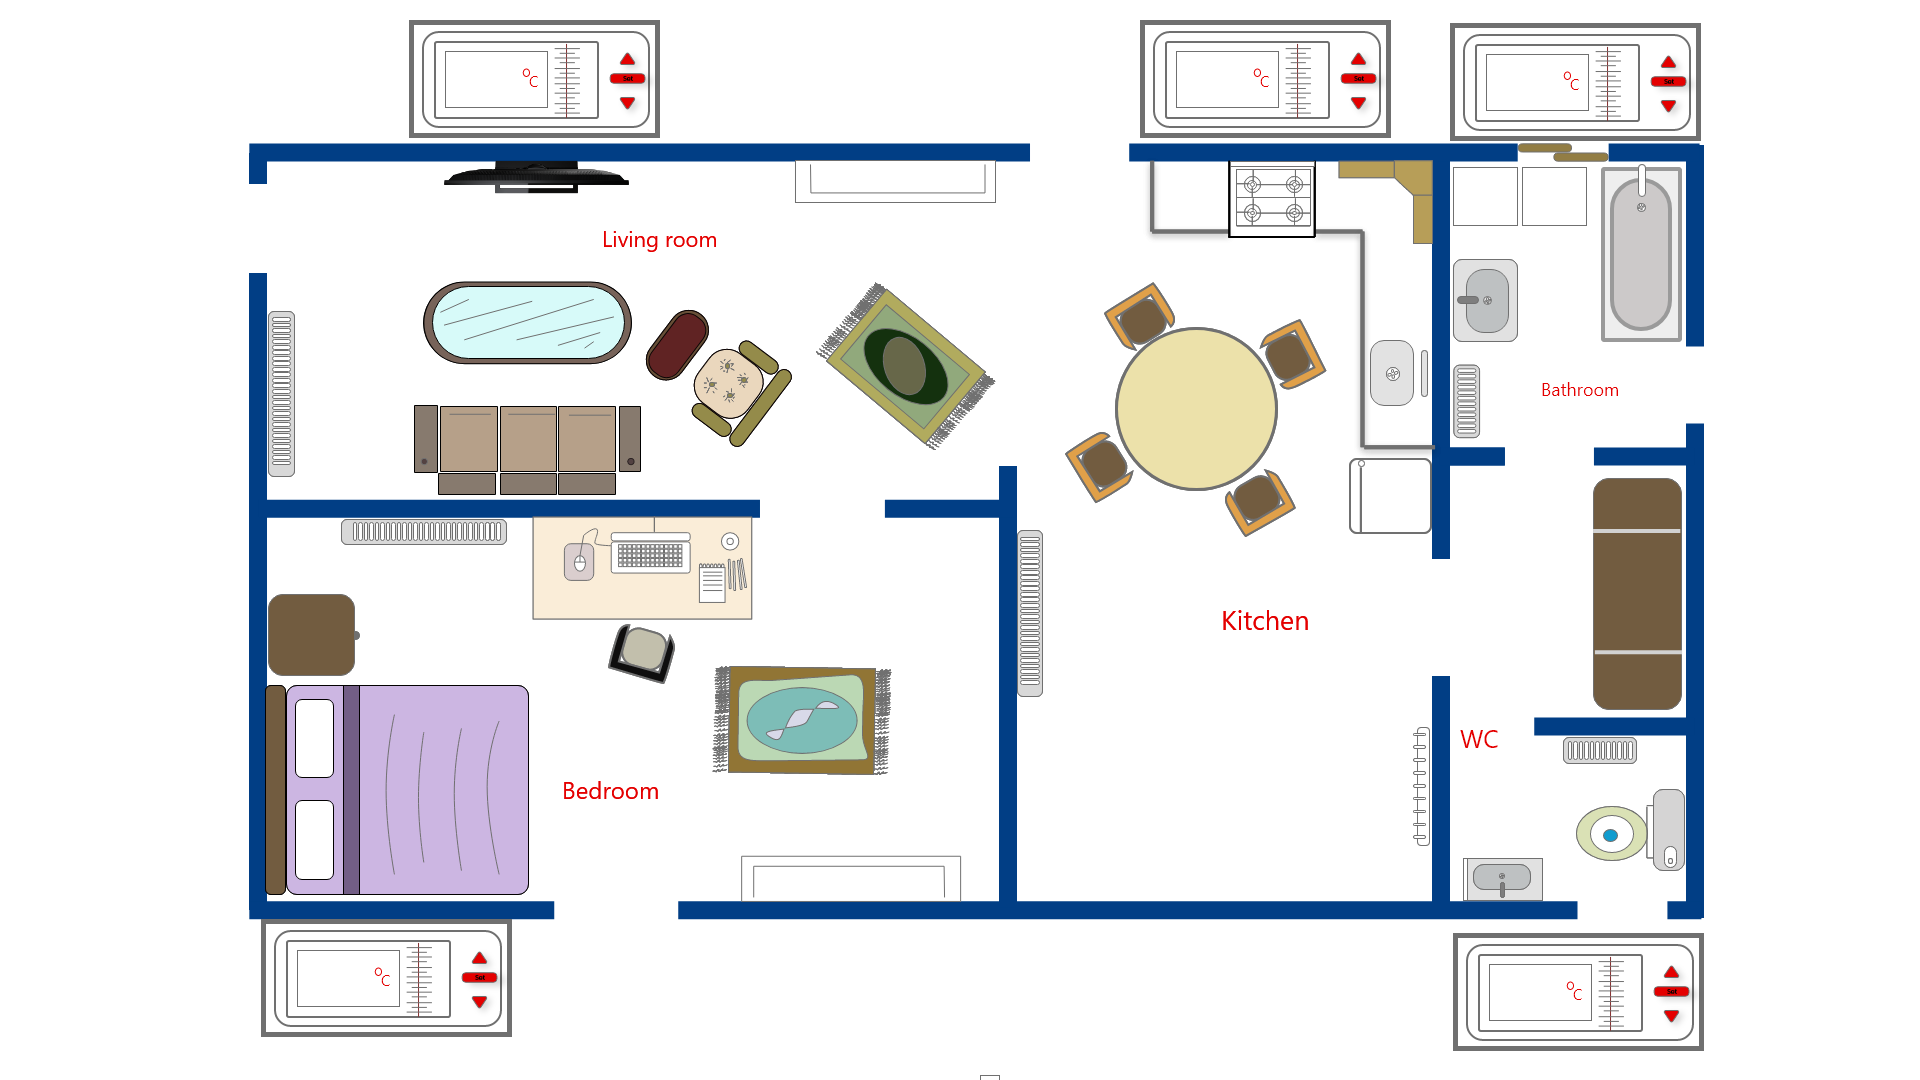 °C
Set
°C
Set
°C
Set
Living room
Bathroom
Kitchen
WC
Bedroom
°C
Set
°C
Set